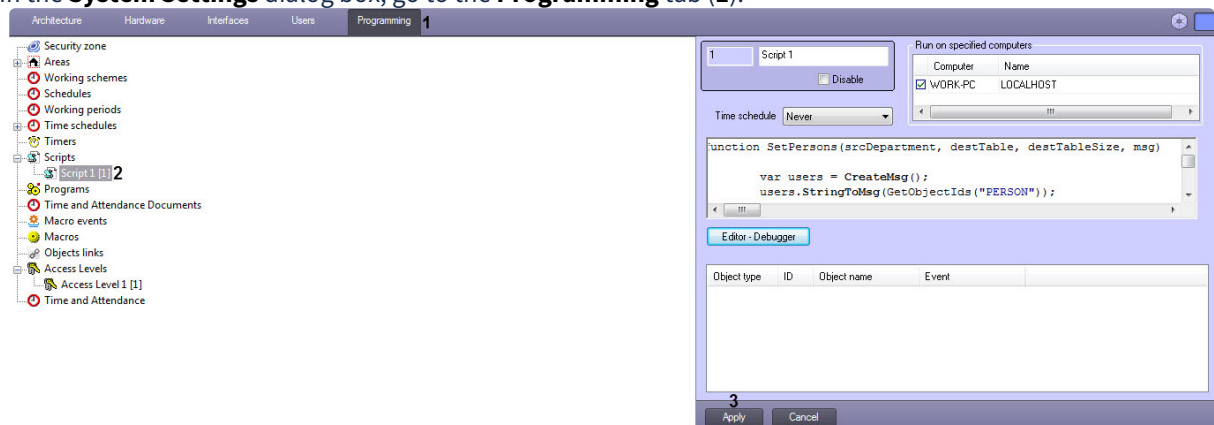 In the System Settings dialog box, go to the Programming tab (1).
Architecture Hardware Interfaces Users Programming 1
Security zone
Areas
Working schemes
Schedules
Working periods
Time schedules
Timers
Scripts
Script 1 [1] 2
Programs
Time and Attendance Documents
Macro events
Macros
Objects links
Access Levels
Access Level 1 [1]
Time and Attendance
1 Script 1
Disable
Run on specified computers
Computer Name
WORK-PC LOCALHOST
Time schedule Never
function SetPersons(srcDepartment, destTable, destTableSize, msg)
var users = CreateMsg();
users.StringToMsg(GetObjectIds("PERSON"));
Editor - Debugger
Object type ID Object name Event
3
Apply Cancel